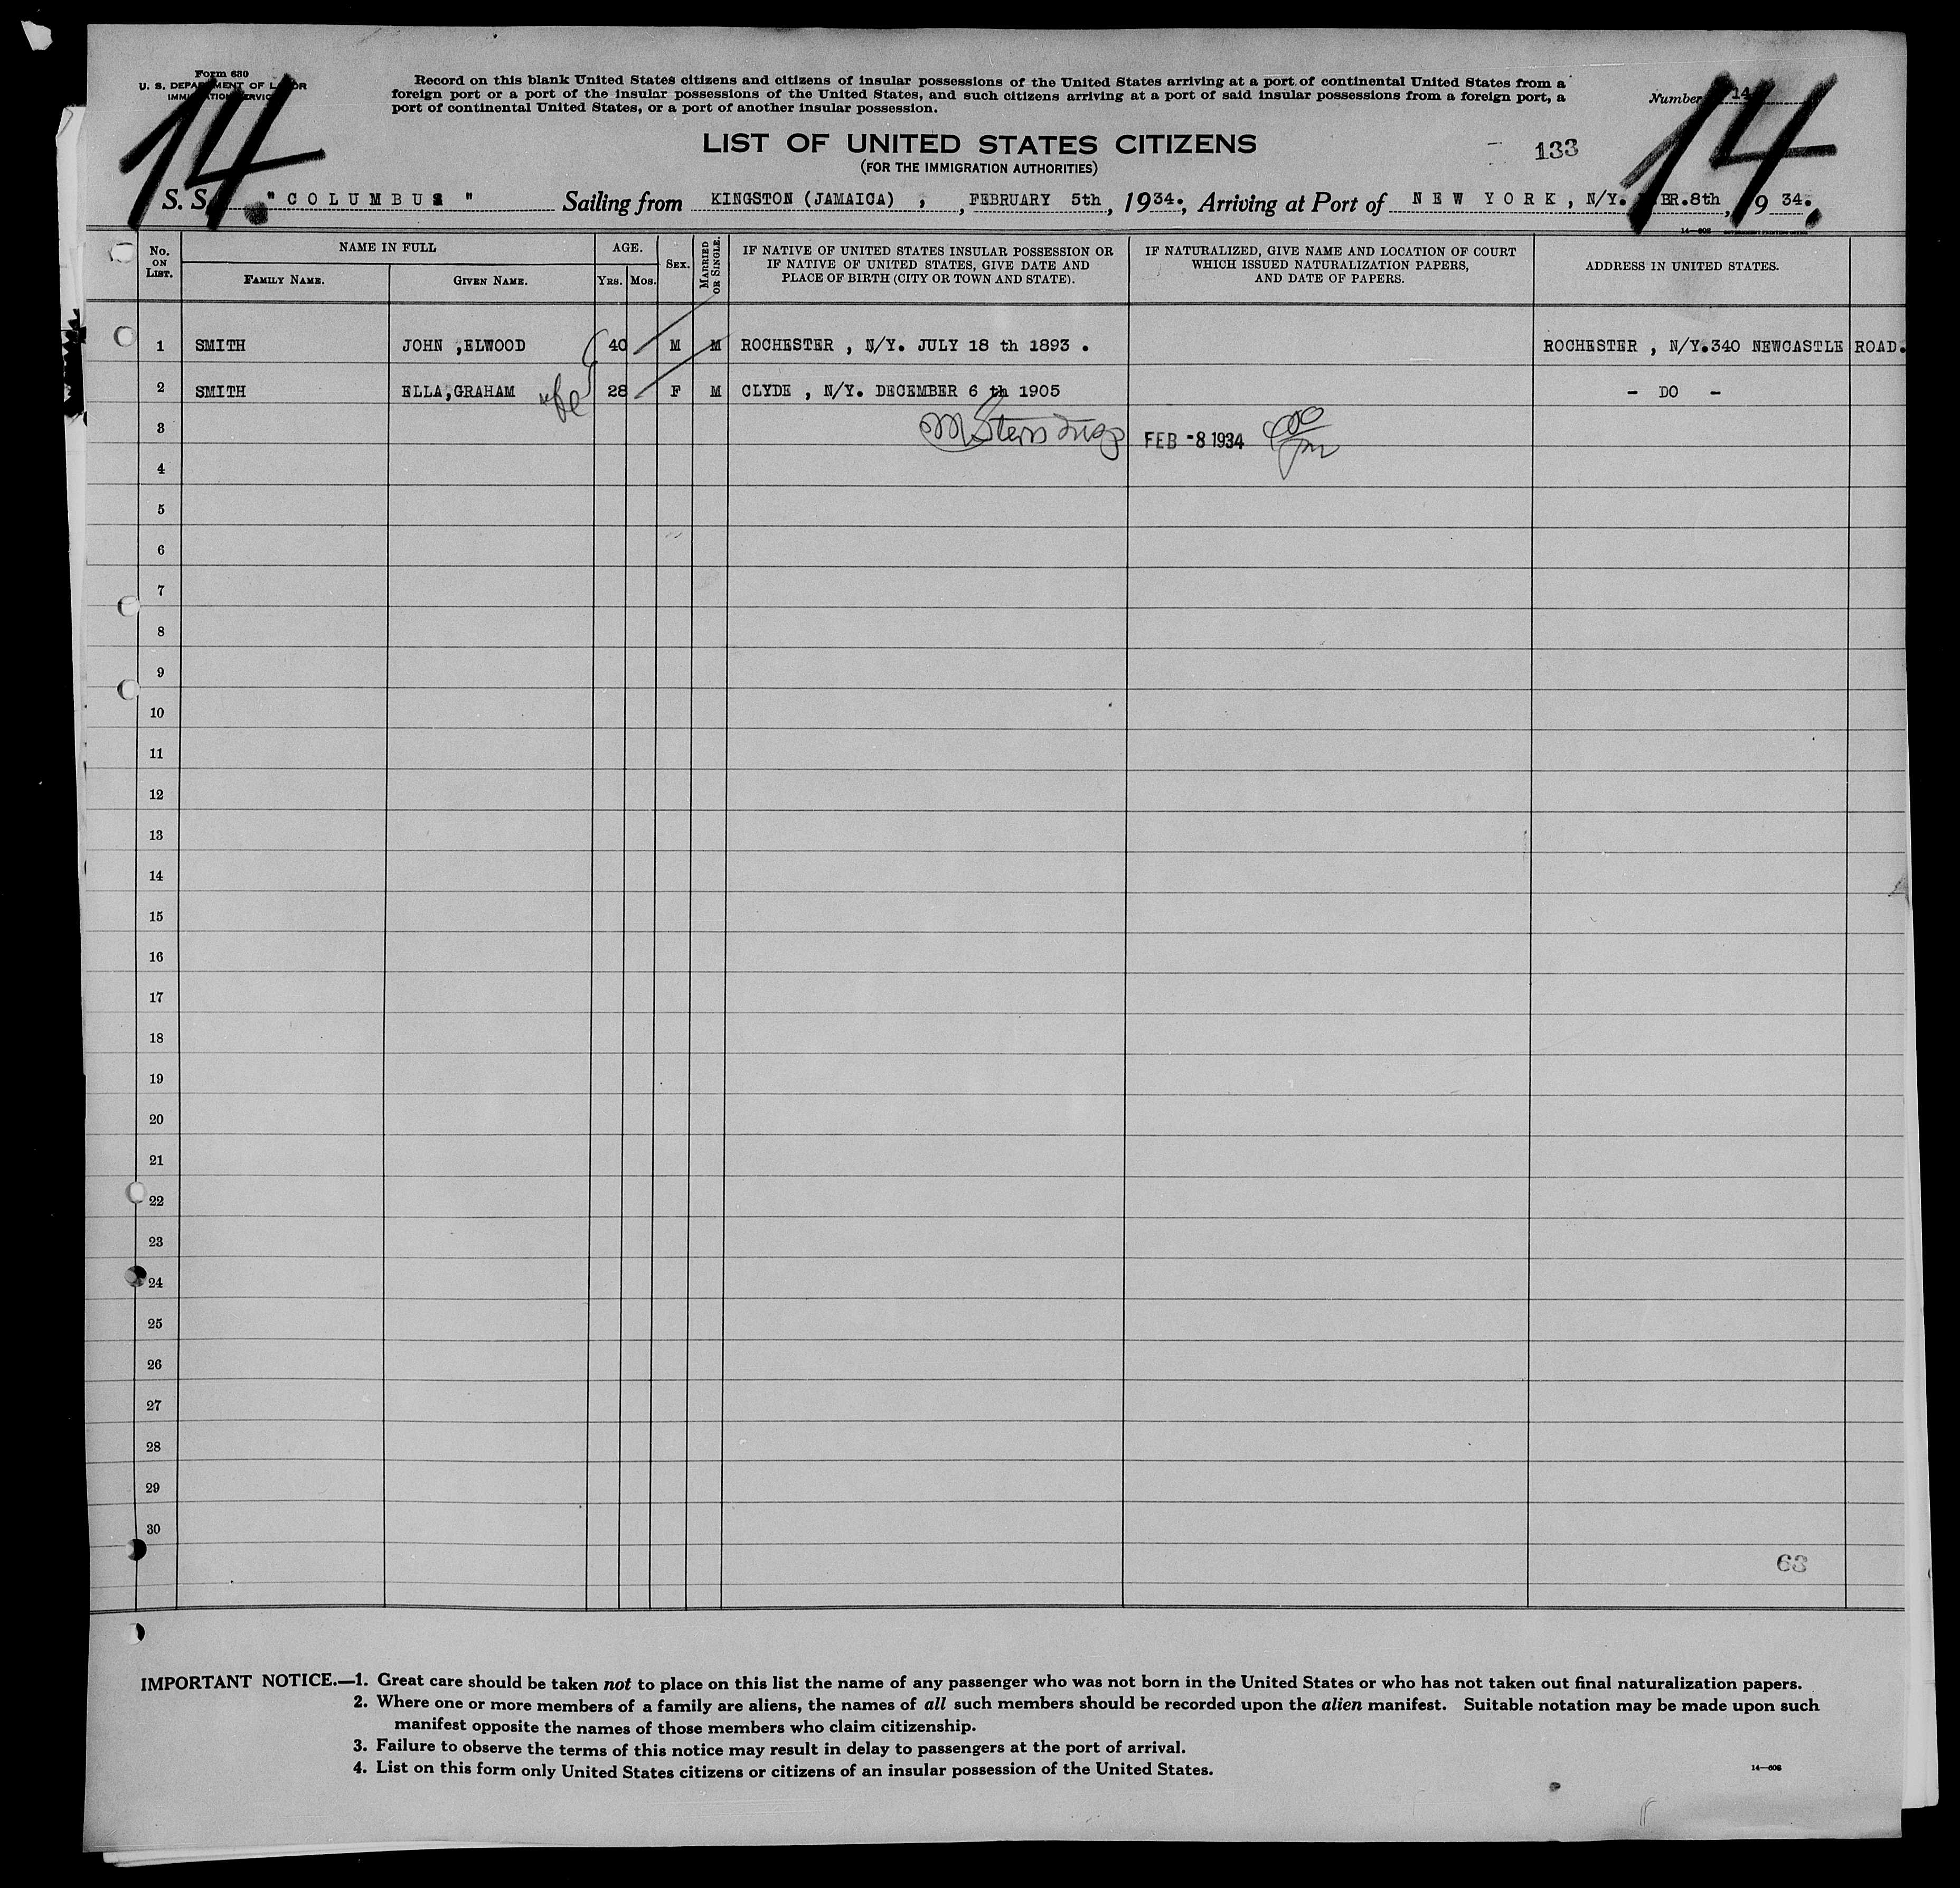 Form 630
U. S. DEPARTMENT OF LABOR
IMMIGRATION SERVICE
Record on this blank United States citizens and citizens of insular possessions of the United States arriving at a port of continental United States from a
foreign port or a port of the insular possessions of the United States, and such citizens arriving at a port of said insular possessions from a foreign port, a
port of continental United States, or a port of another insular possession.
Number 14
14.
14.
LIST OF UNITED STATES CITIZENS
(FOR THE IMMIGRATION AUTHORITIES)
133
S. S. "COLUMBUS" Sailing from KINGSTON (JAMAICA) , , FEBRUARY 5th, 1934., Arriving at Port of NEW YORK, N/Y. BR.8th, 1934.
14—608
No. ON LIST.
NAME IN FULL
FAMILY NAME.
GIVEN NAME.
AGE.
YRS.
MOS.
SEX.
MARRIED OR SINGLE.
IF NATIVE OF UNITED STATES INSULAR POSSESSION OR
IF NATIVE OF UNITED STATES, GIVE DATE AND
PLACE OF BIRTH (CITY OR TOWN AND STATE).
IF NATURALIZED, GIVE NAME AND LOCATION OF COURT
WHICH ISSUED NATURALIZATION PAPERS,
AND DATE OF PAPERS.
ADDRESS IN UNITED STATES.
1 SMITH JOHN ,ELWOOD 40 M M ROCHESTER , N/Y. JULY 18 th 1893 . ROCHESTER , N/Y.340 NEWCASTLE ROAD.
2 SMITH ELLA,GRAHAM wfe 28 F M CLYDE , N/Y. DECEMBER 6 th 1905 - DO -
3 FEB -8 1934
4
5
6
7
8
9
10
11
12
13
14
15
16
17
18
19
20
21
22
23
24
25
26
27
28
29
30
63
IMPORTANT NOTICE.—1. Great care should be taken not to place on this list the name of any passenger who was not born in the United States or who has not taken out final naturalization papers.
2. Where one or more members of a family are aliens, the names of all such members should be recorded upon the alien manifest. Suitable notation may be made upon such
manifest opposite the names of those members who claim citizenship.
3. Failure to observe the terms of this notice may result in delay to passengers at the port of arrival.
4. List on this form only United States citizens or citizens of an insular possession of the United States.
14—608